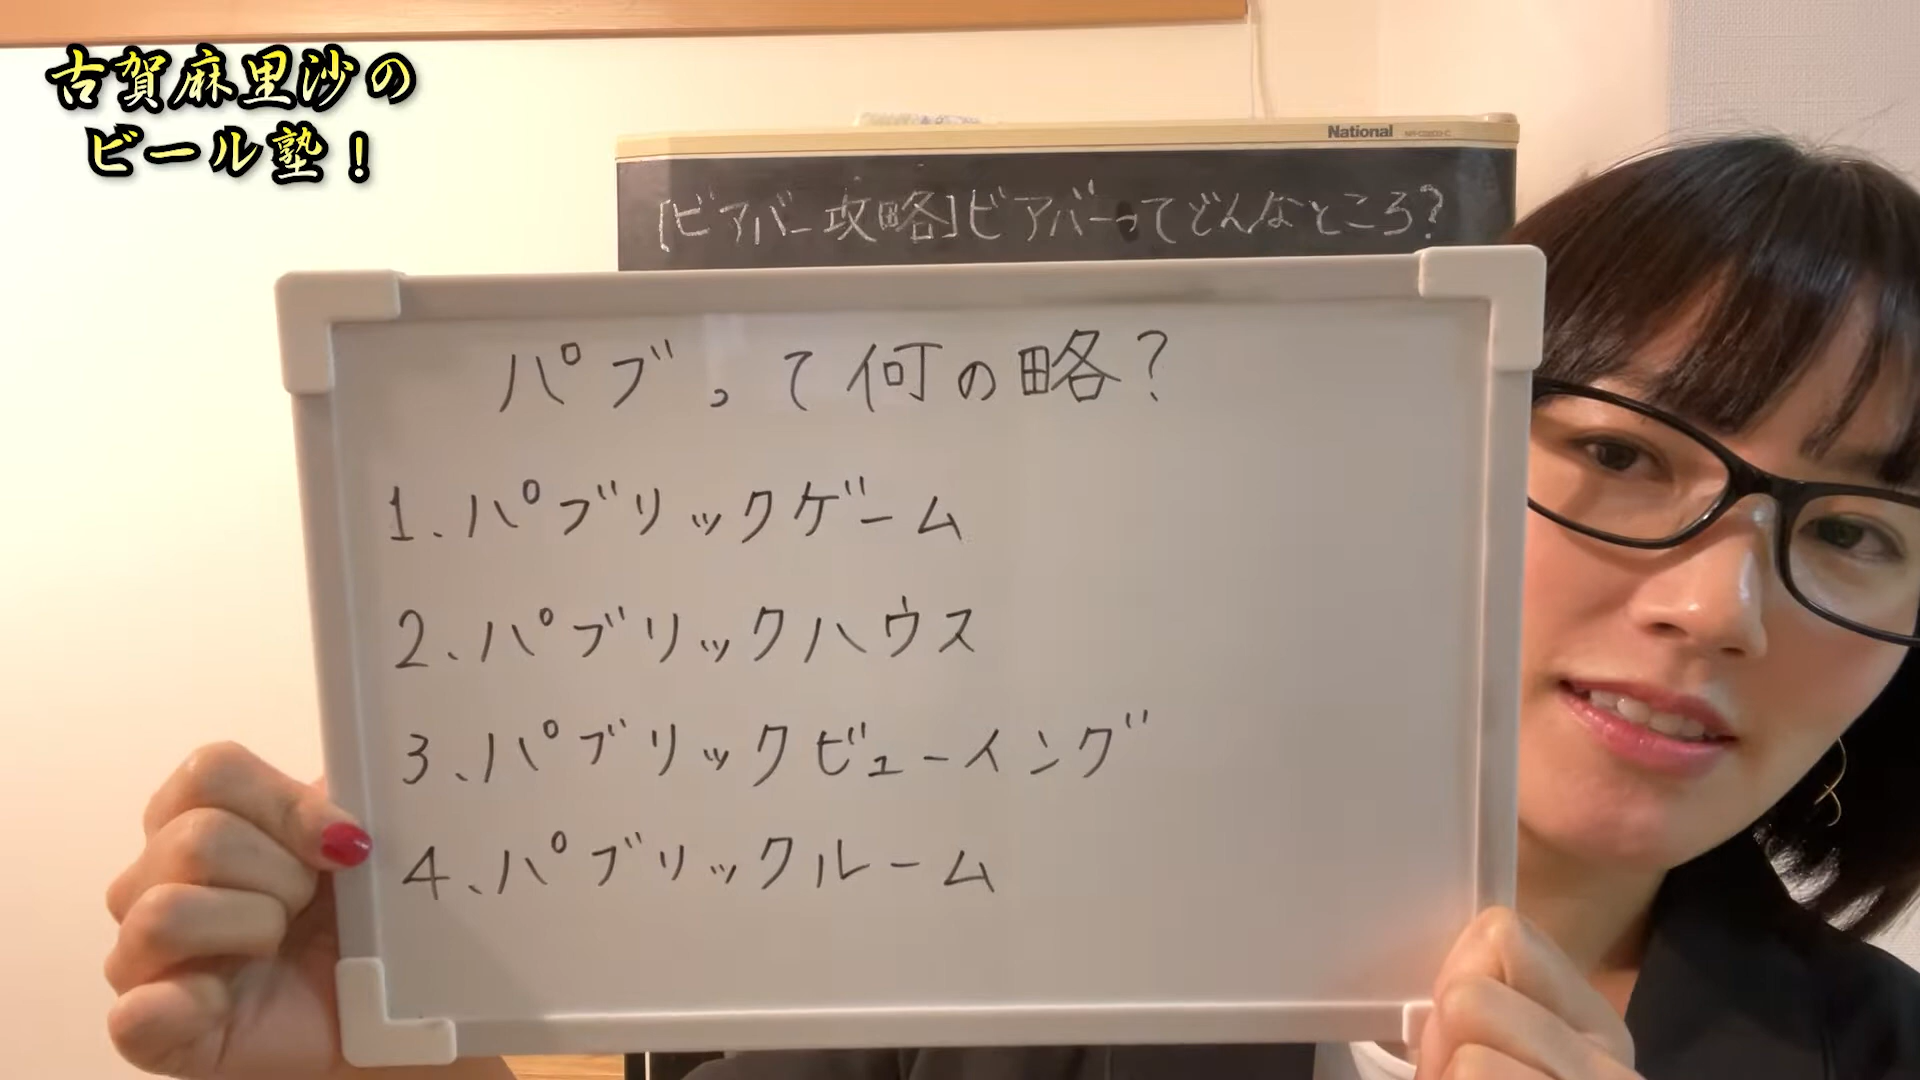 古賀麻里沙の
ビール塾！
National
[ビアバー攻略]ビアバーってどんなところ?
パブって何の略?
1.パブリックゲーム
2.パブリックハウス
3.パブリックビューイング
4.パブリックルーム